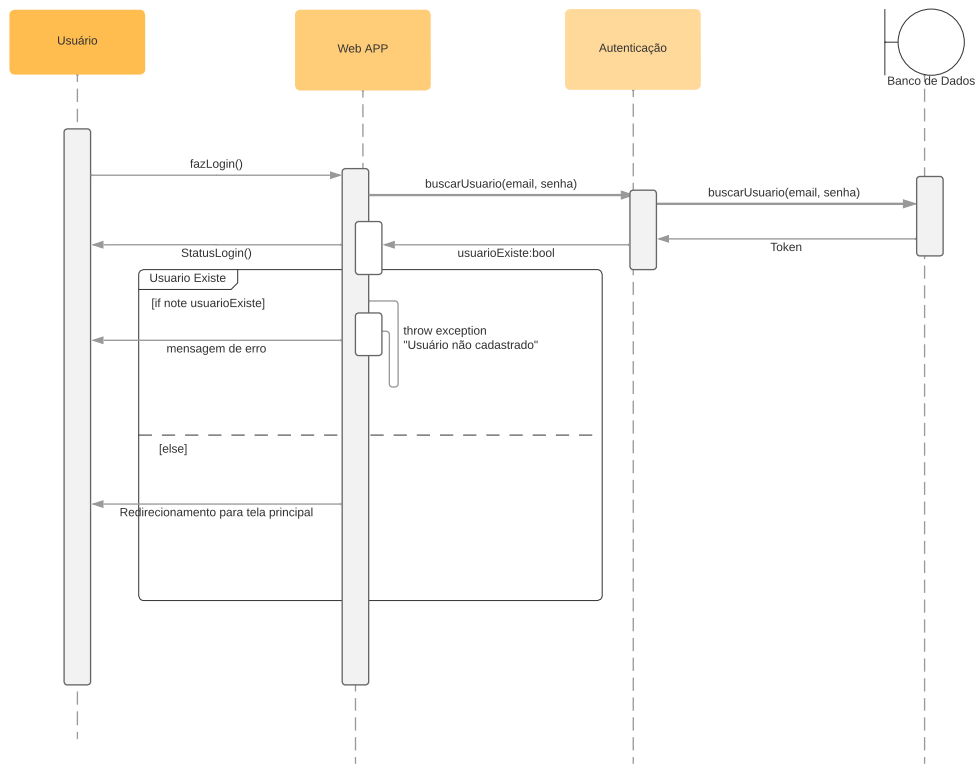 Usuário
Web APP
Autenticação
Banco de Dados
fazLogin()
buscarUsuario(email, senha)
buscarUsuario(email, senha)
StatusLogin()
usuarioExiste:bool
Token
Usuario Existe
[if note usuarioExiste]
throw exception
"Usuário não cadastrado"
mensagem de erro
[else]
Redirecionamento para tela principal